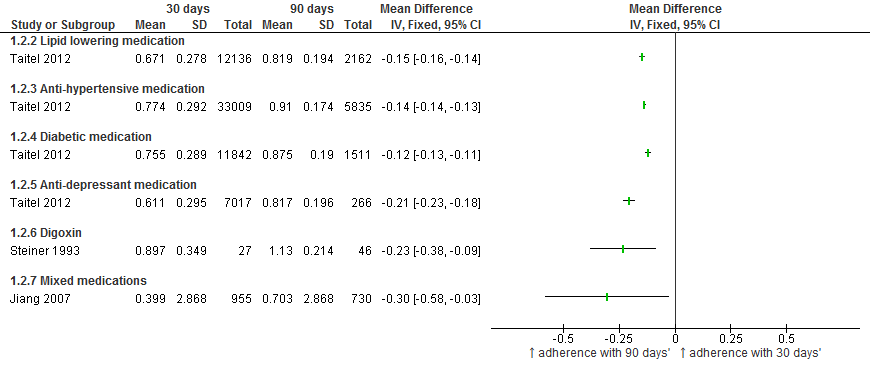 30 days 90 days Mean Difference Mean Difference
Study or Subgroup Mean SD Total Mean SD Total IV, Fixed, 95% CI IV, Fixed, 95% CI
1.2.2 Lipid lowering medication
Taitel 2012 0.671 0.278 12136 0.819 0.194 2162 -0.15 [-0.16, -0.14]
1.2.3 Anti-hypertensive medication
Taitel 2012 0.774 0.292 33009 0.91 0.174 5835 -0.14 [-0.14, -0.13]
1.2.4 Diabetic medication
Taitel 2012 0.755 0.289 11842 0.875 0.19 1511 -0.12 [-0.13, -0.11]
1.2.5 Anti-depressant medication
Taitel 2012 0.611 0.295 7017 0.817 0.196 266 -0.21 [-0.23, -0.18]
1.2.6 Digoxin
Steiner 1993 0.897 0.349 27 1.13 0.214 46 -0.23 [-0.38, -0.09]
1.2.7 Mixed medications
Jiang 2007 0.399 2.868 955 0.703 2.868 730 -0.30 [-0.58, -0.03]
-0.5 -0.25 0 0.25 0.5
↑ adherence with 90 days' ↑ adherence with 30 days'